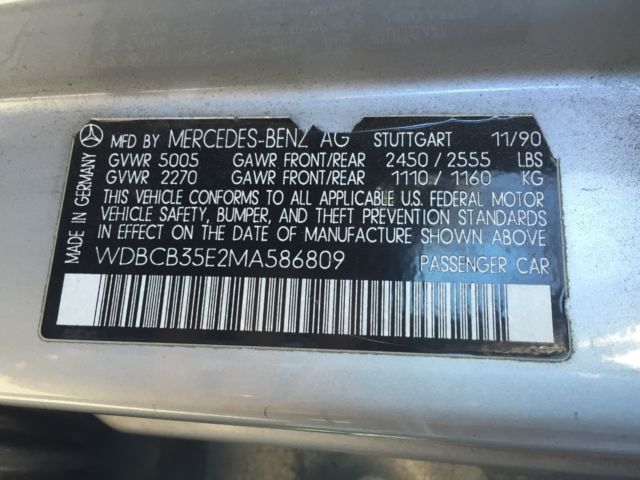 MADE IN GERMANY
MFD BY MERCEDES-BENZ AG STUTTGART 11/90
GVWR 5005 GAWR FRONT/REAR 2450/2555 LBS
GVWR 2270 GAWR FRONT/REAR 1110/1160 KG
THIS VEHICLE CONFORMS TO ALL APPLICABLE U.S. FEDERAL MOTOR
VEHICLE SAFETY, BUMPER, AND THEFT PREVENTION STANDARDS
IN EFFECT ON THE DATE OF MANUFACTURE SHOWN ABOVE
WDBCB35E2MA586809 PASSENGER CAR